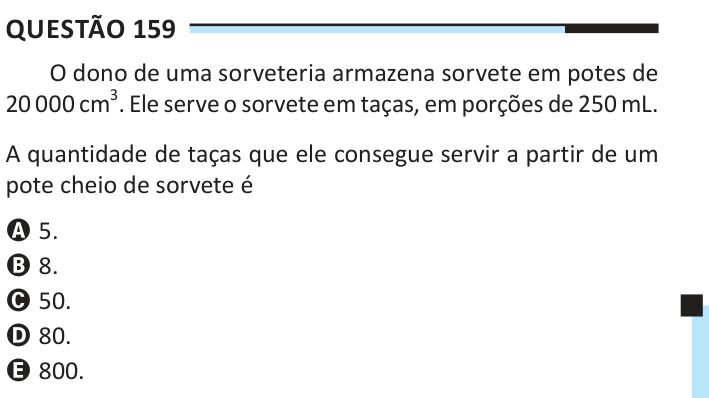 QUESTÃO 159
O dono de uma sorveteria armazena sorvete em potes de
20 000 cm³. Ele serve o sorvete em taças, em porções de 250 mL.
A quantidade de taças que ele consegue servir a partir de um
pote cheio de sorvete é
A 5.
B 8.
C 50.
D 80.
E 800.